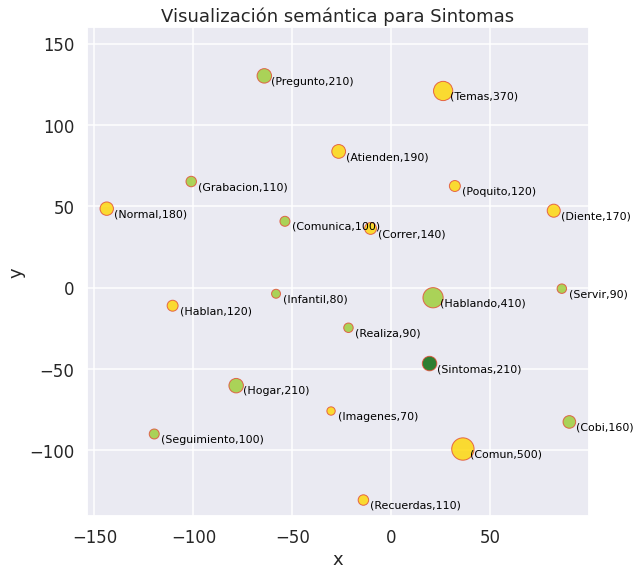 Visualización semántica para Sintomas
150
(Pregunto,210)
(Temas,370)
100
(Atienden,190)
(Grabacion,110)
(Poquito,120)
50
(Normal,180)
(Diente,170)
(Comunica,100)
(Correr,140)
y
0
(Infantil,80)
(Servir,90)
(Hablan,120)
(Hablando,410)
(Realiza,90)
−50
(Sintomas,210)
(Hogar,210)
(Imagenes,70)
(Cobi,160)
(Seguimiento,100)
−100
(Comun,500)
(Recuerdas,110)
−150
−100
−50
0
50
x